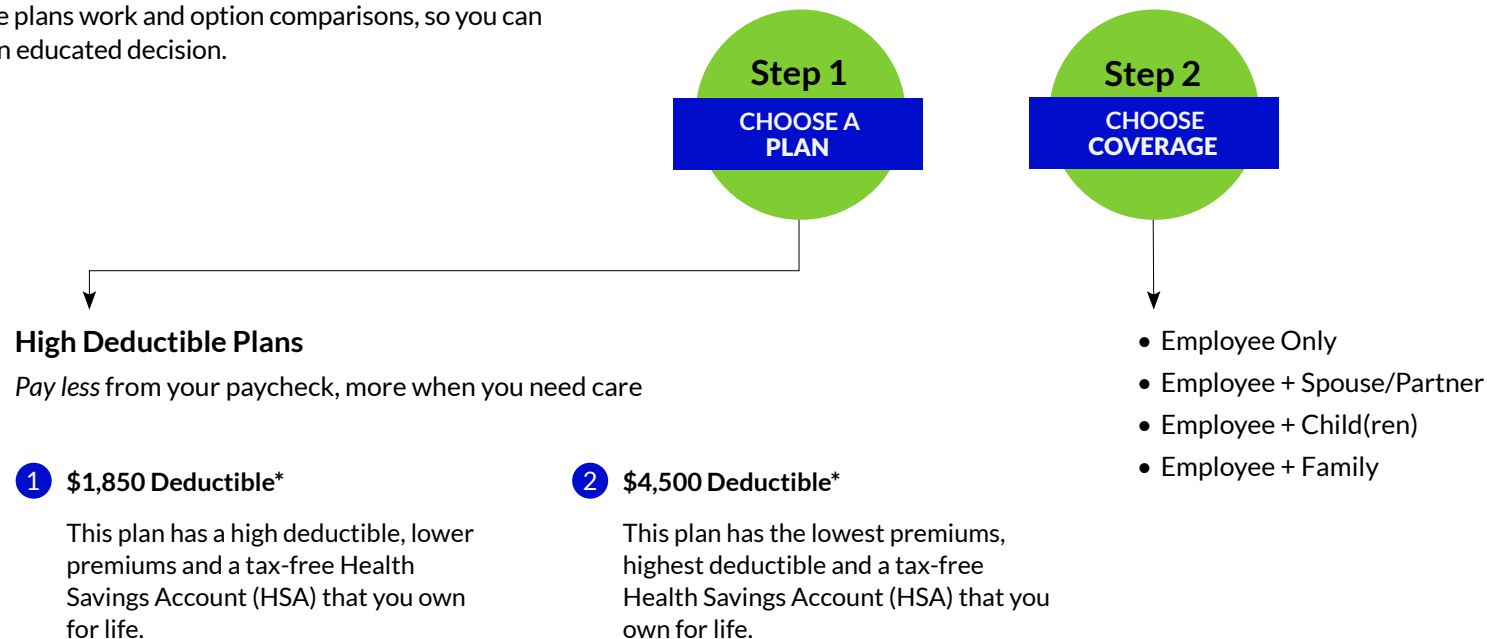 plans work and option comparisons, so you can
educated decision.
Step 1
CHOOSE A
PLAN
Step 2
CHOOSE
COVERAGE
High Deductible Plans
Pay less from your paycheck, more when you need care
1 $1,850 Deductible*
This plan has a high deductible, lower
premiums and a tax-free Health
Savings Account (HSA) that you own
for life.
2 $4,500 Deductible*
This plan has the lowest premiums,
highest deductible and a tax-free
Health Savings Account (HSA) that you
own for life.
• Employee Only
• Employee + Spouse/Partner
• Employee + Child(ren)
• Employee + Family